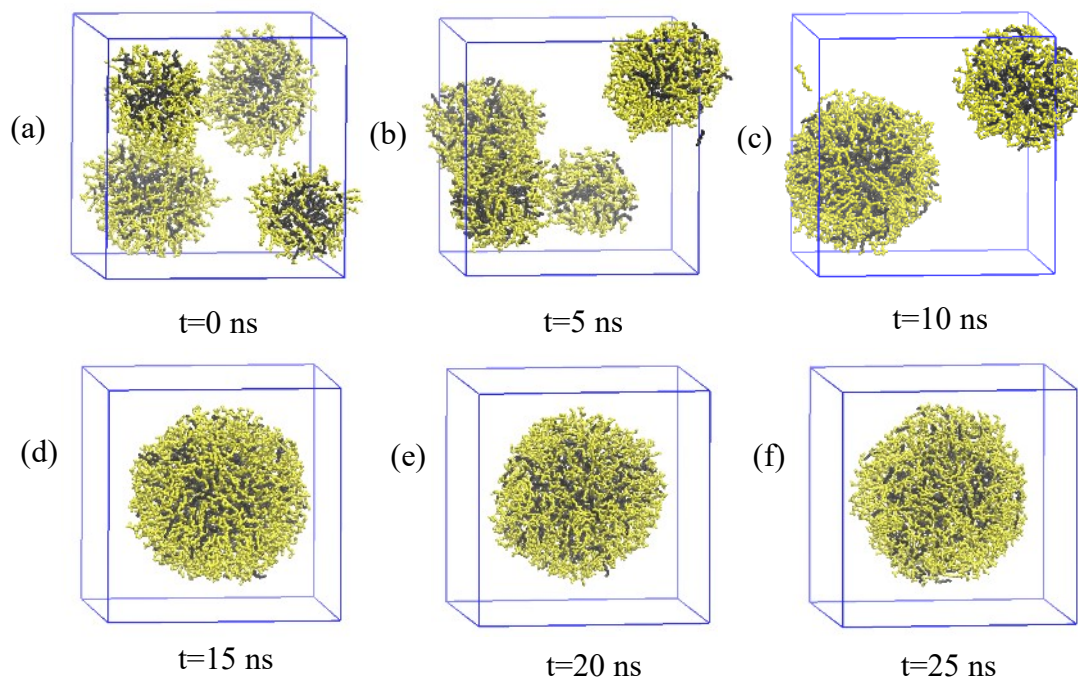 (a)
(b)
(c)
t=0 ns
t=5 ns
t=10 ns
(d)
(e)
(f)
t=15 ns
t=20 ns
t=25 ns